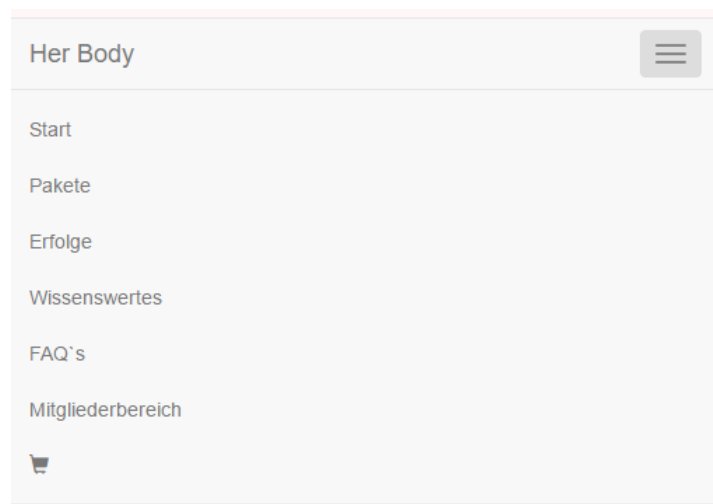 Her Body
Start
Pakete
Erfolge
Wissenswertes
FAQ`s
Mitgliederbereich